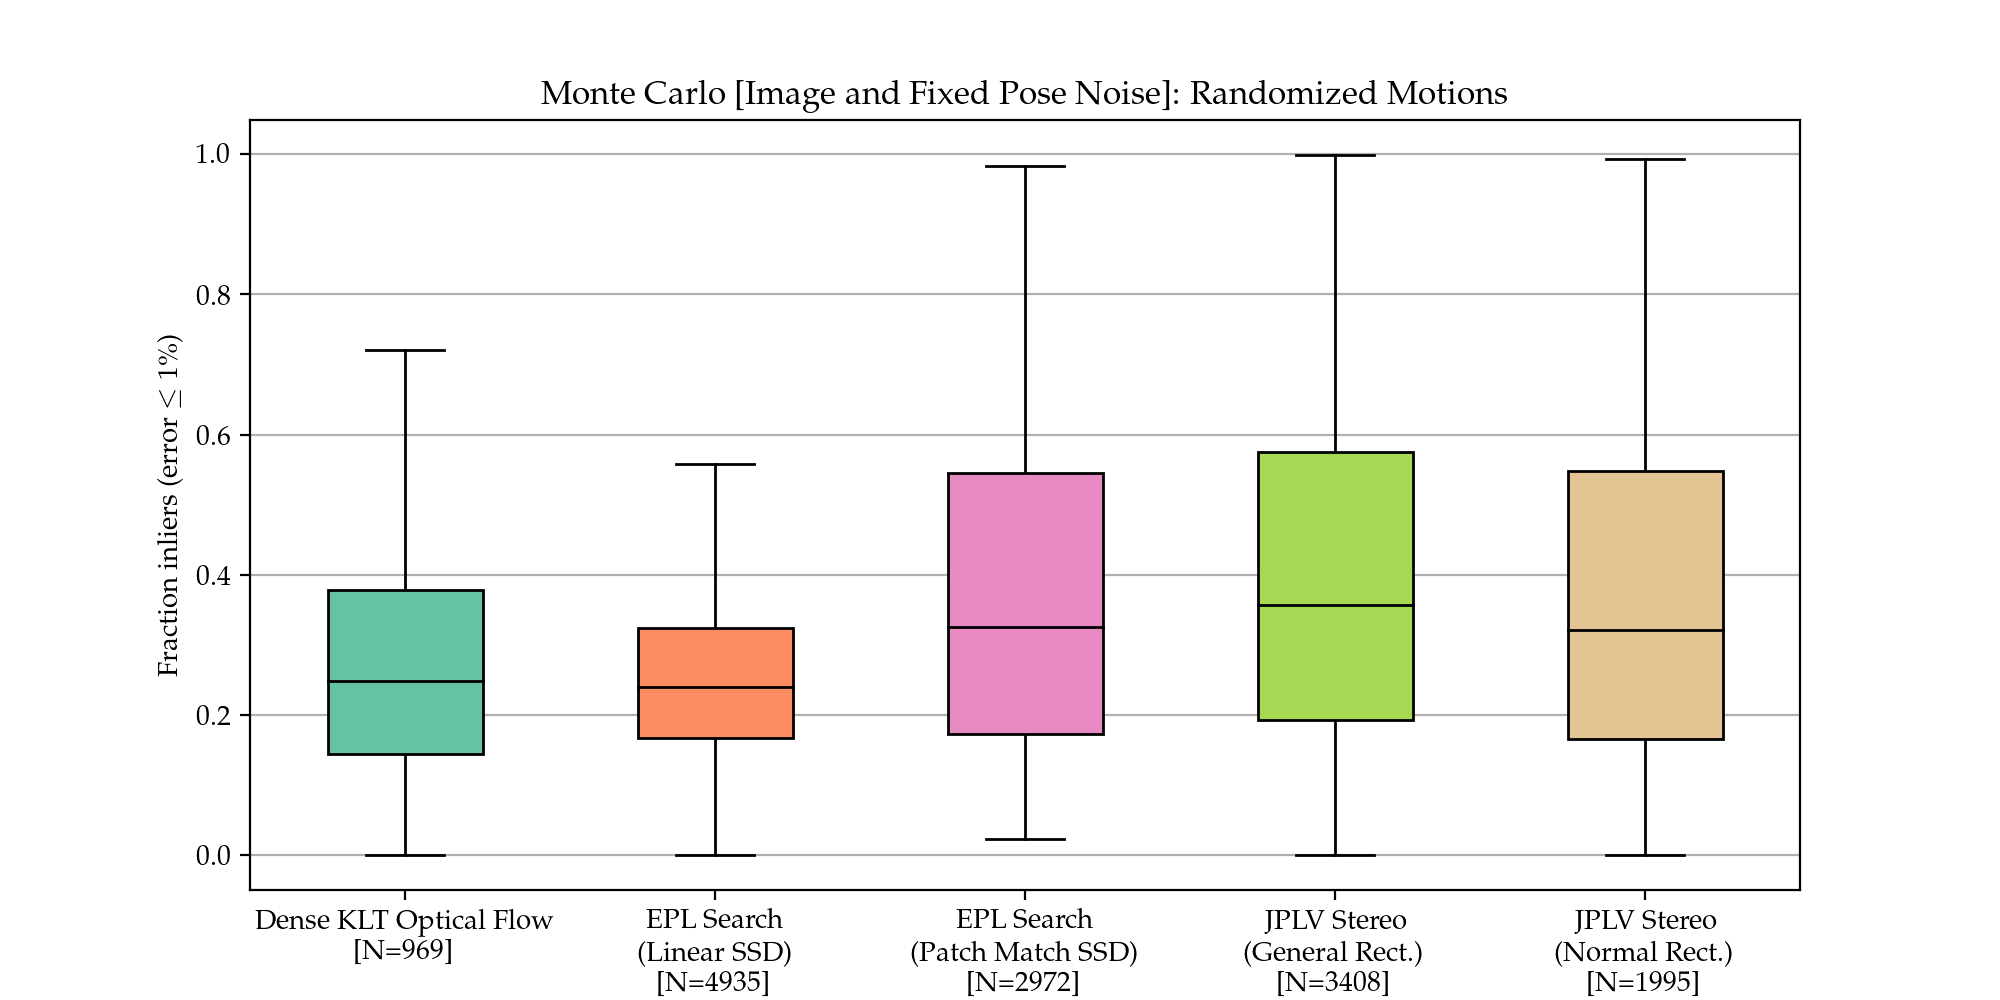 Monte Carlo [Image and Fixed Pose Noise]: Randomized Motions
Fraction inliers (error ≤ 1%)
1.0
0.8
0.6
0.4
0.2
0.0
Dense KLT Optical Flow
[N=969]
EPL Search
(Linear SSD)
[N=4935]
EPL Search
(Patch Match SSD)
[N=2972]
JPLV Stereo
(General Rect.)
[N=3408]
JPLV Stereo
(Normal Rect.)
[N=1995]